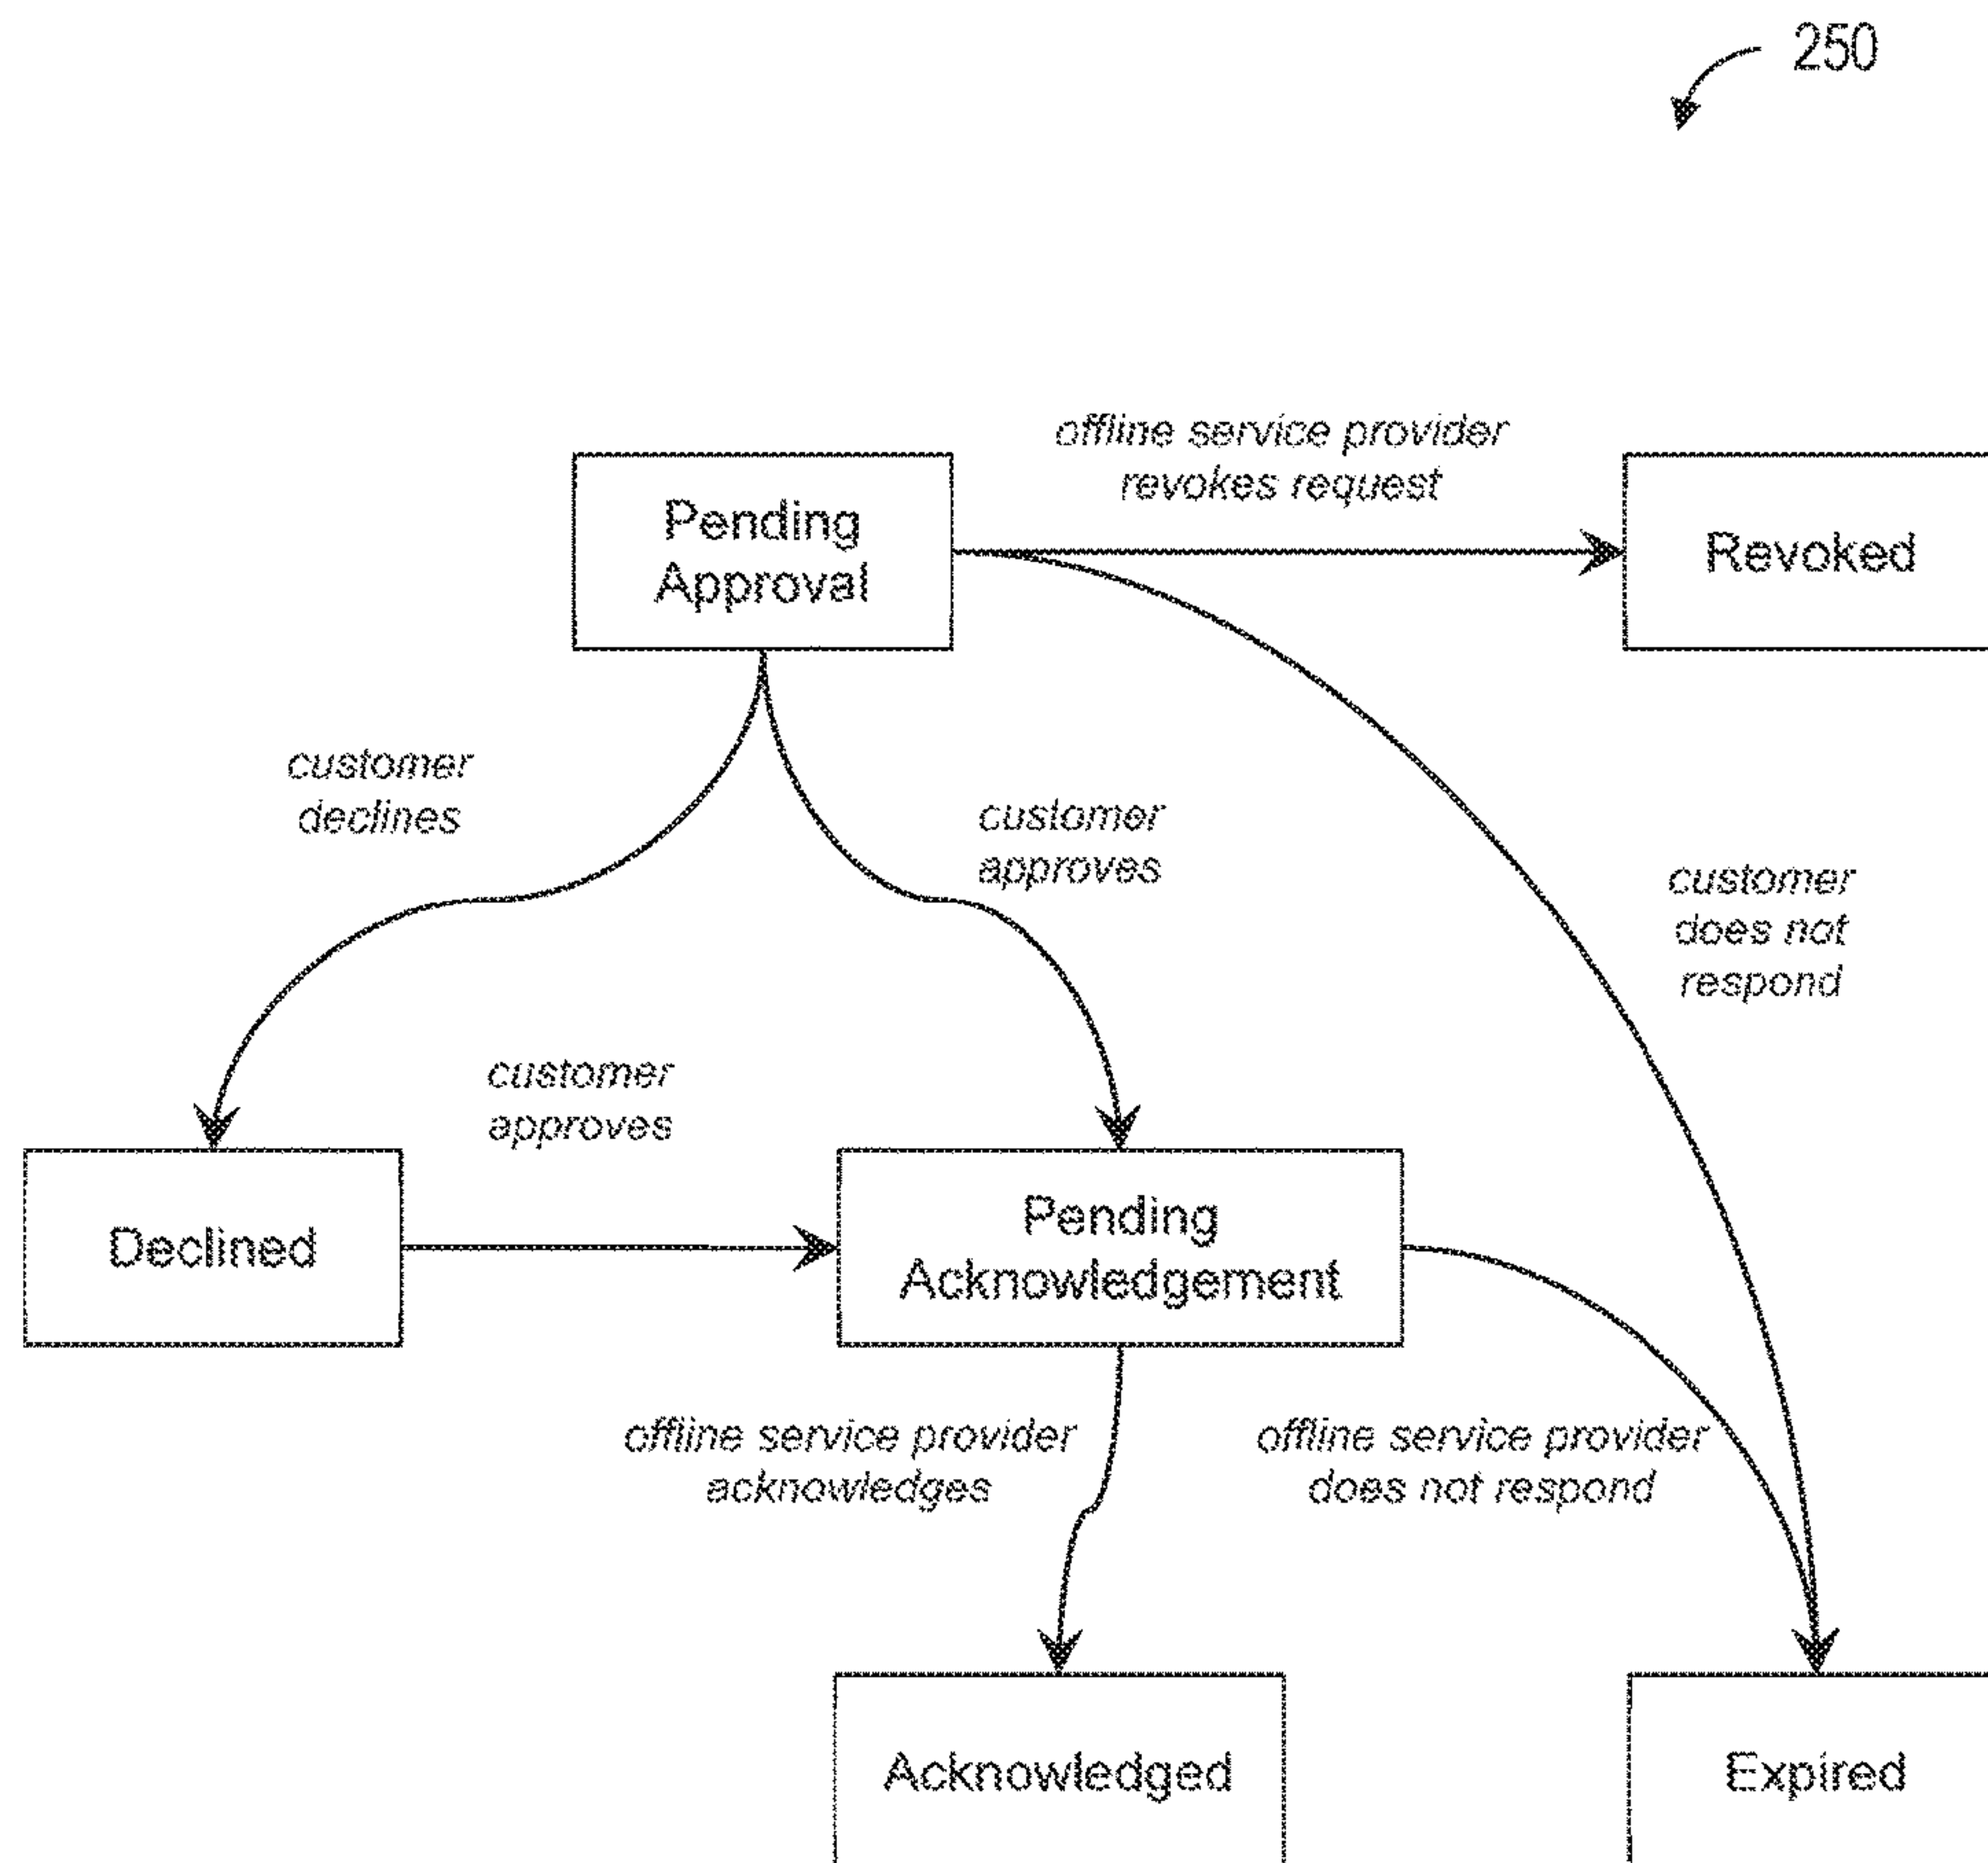 250
offline service provider
revokes request
Pending
Approval
Revoked
customer
declines
customer
approves
customer
does not
respond
customer
approves
Declined
Pending
Acknowledgement
offline service provider
acknowledges
offline service provider
does not respond
Acknowledged
Expired